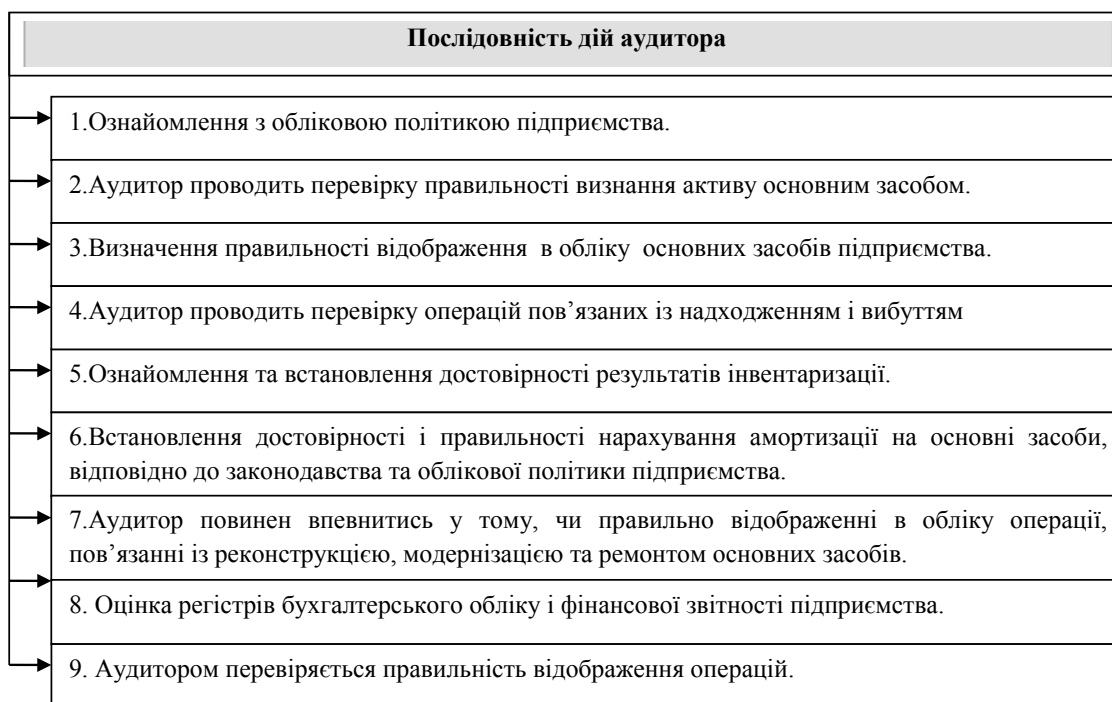 Послідовність дій аудитора
1.Ознайомлення з обліковою політикою підприємства.
2.Аудитор проводить перевірку правильності визнання активу основним засобом.
3.Визначення правильності відображення в обліку основних засобів підприємства.
4.Аудитор проводить перевірку операцій пов’язаних із надходженням і вибуттям
5.Ознайомлення та встановлення достовірності результатів інвентаризації.
6.Встановлення достовірності і правильності нарахування амортизації на основні засоби,
відповідно до законодавства та облікової політики підприємства.
7.Аудитор повинен впевнитись у тому, чи правильно відображенні в обліку операції,
пов’язанні із реконструкцією, модернізацією та ремонтом основних засобів.
8. Оцінка регістрів бухгалтерського обліку і фінансової звітності підприємства.
9. Аудитором перевіряється правильність відображення операцій.